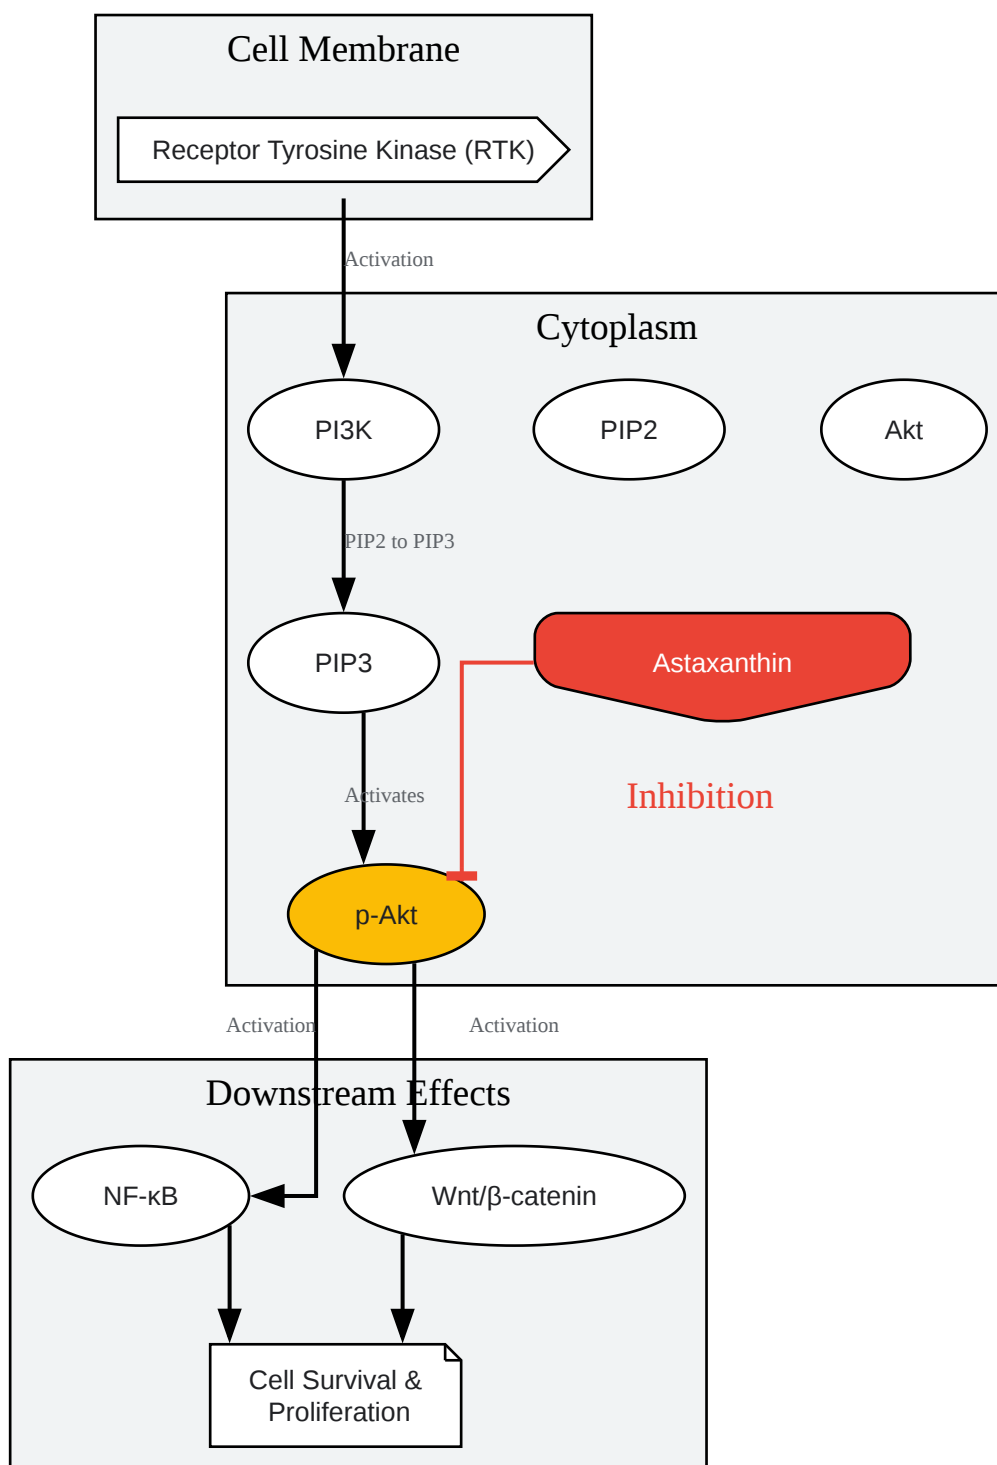 Cell Membrane
Receptor Tyrosine Kinase (RTK)
Activation
Cytoplasm
PI3K
PIP2
Akt
PIP2 to PIP3
PIP3
Astaxanthin
Activates
Inhibition
p-Akt
Activation
Activation
Downstream Effects
NF-κB
Wnt/β-catenin
Cell Survival &
Proliferation